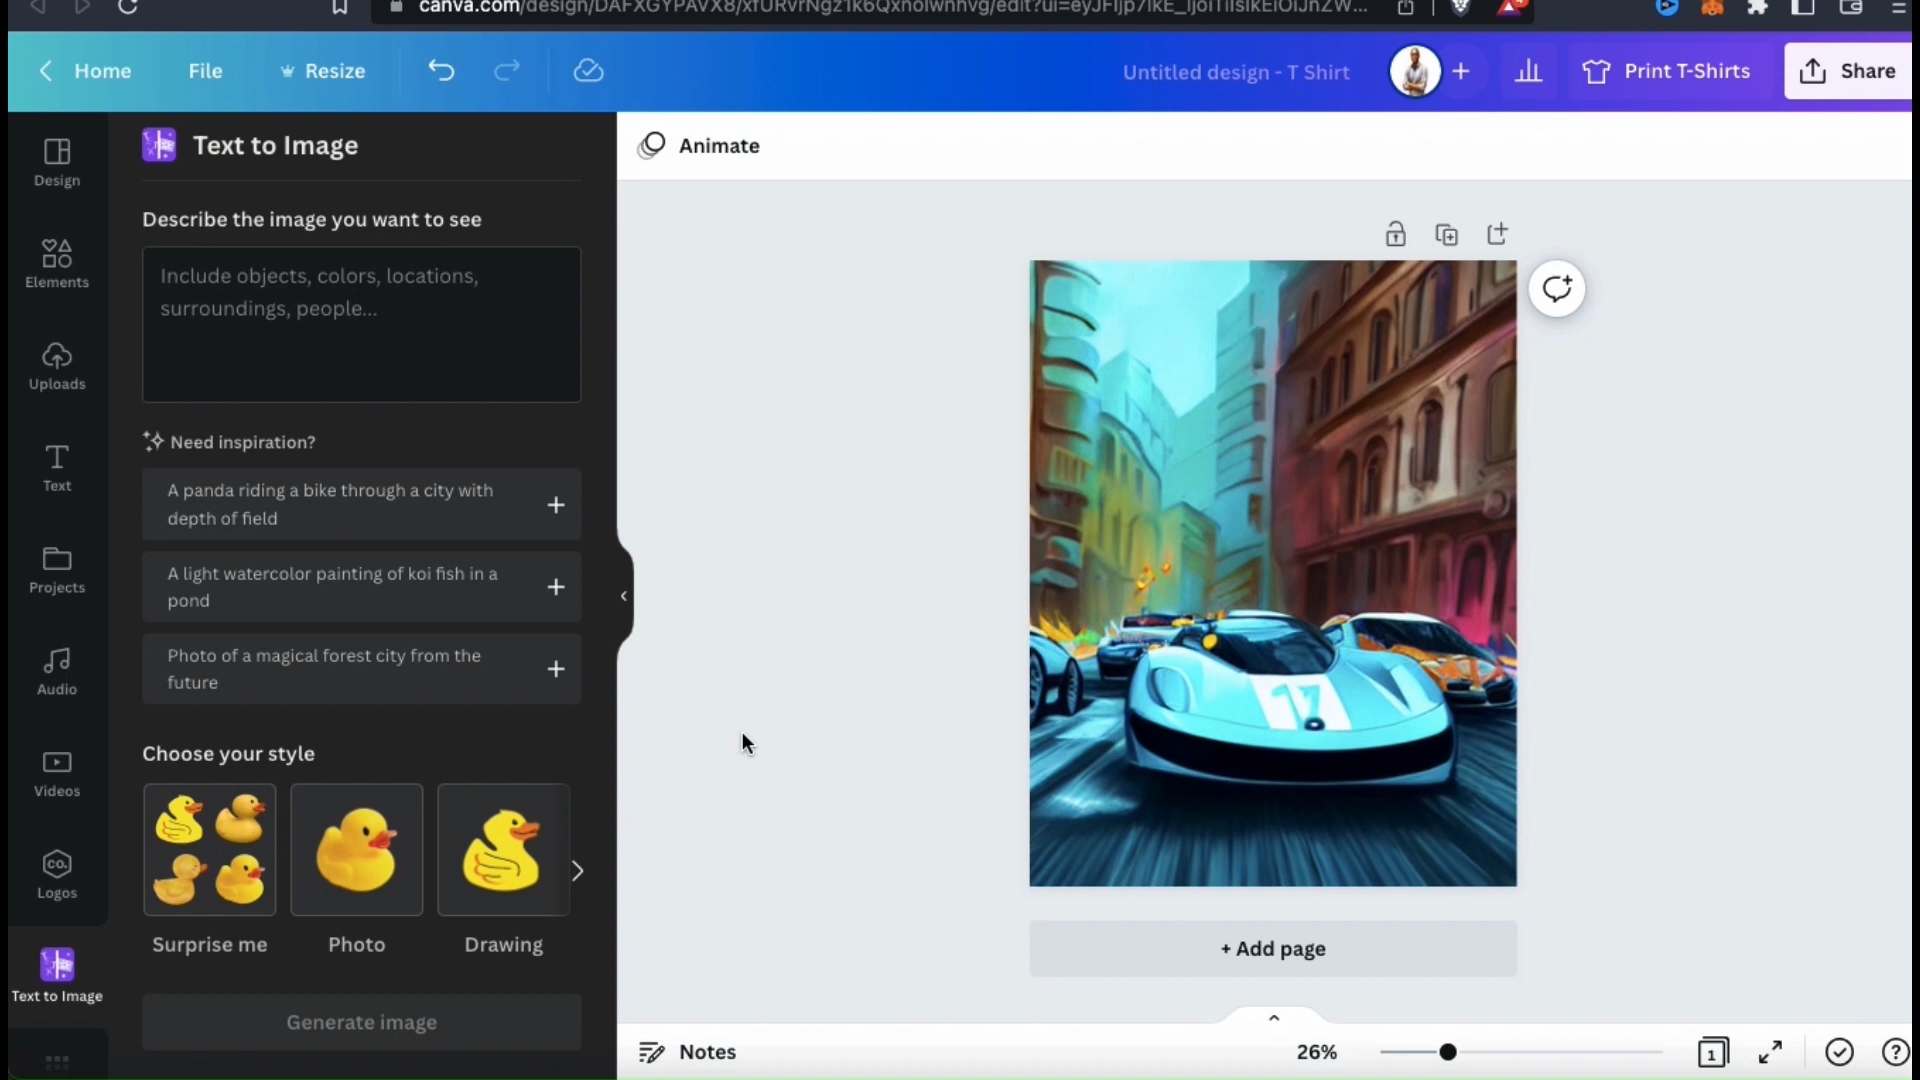 Home
File
Resize
Untitled design - T Shirt
Print T-Shirts
Share
Design
Elements
Uploads
Text
Projects
Audio
Videos
CO.
Logos
Text to Image
Text to Image
Describe the image you want to see
Include objects, colors, locations,
surroundings, people...
Need inspiration?
A panda riding a bike through a city with
depth of field
A light watercolor painting of koi fish in a
pond
Photo of a magical forest city from the
future
Choose your style
Surprise me
Photo
Drawing
Generate image
Animate
17
+ Add page
Notes
26%
1